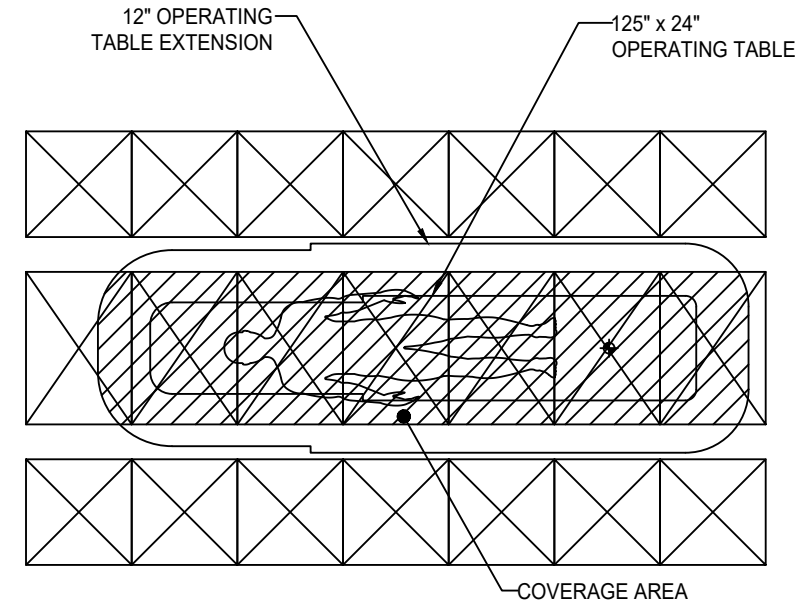 12" OPERATING
TABLE EXTENSION
125" x 24"
OPERATING TABLE
COVERAGE AREA